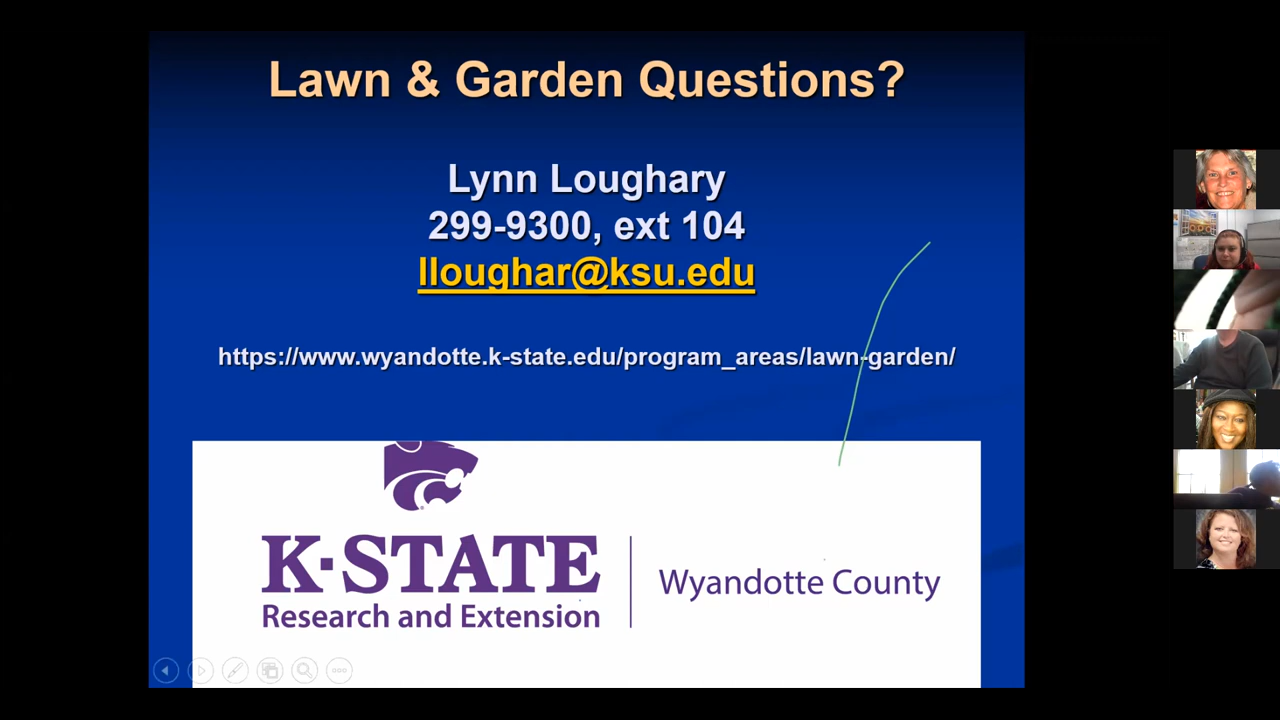 Lawn & Garden Questions?
Lynn Loughary
299-9300, ext 104
lloughar@ksu.edu
https://www.wyandotte.k-state.edu/program_areas/lawn-garden/
K·STATE
Research and Extension
Wyandotte County